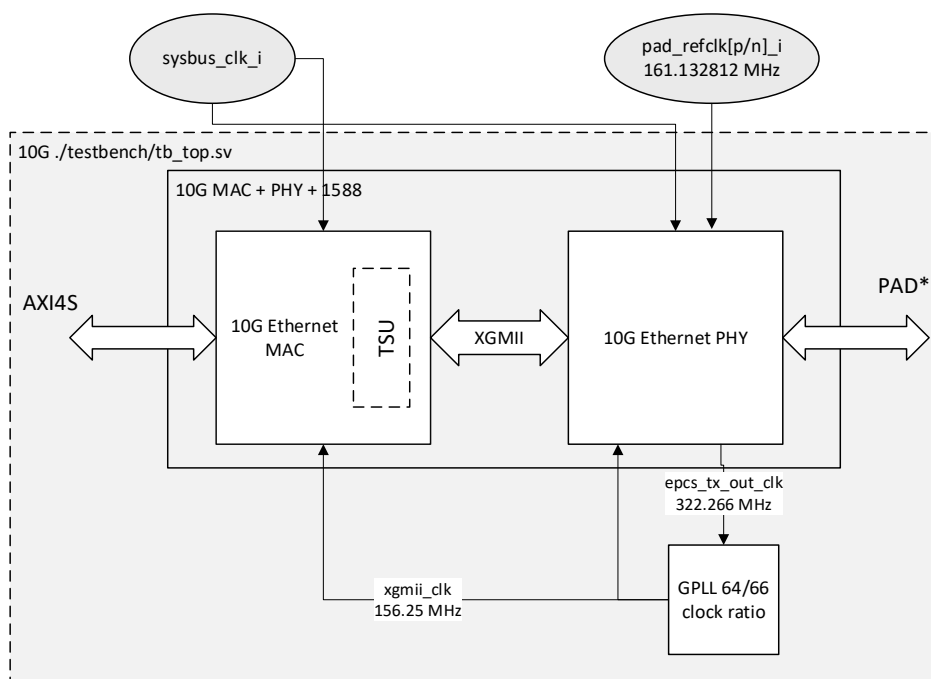 sysbus_clk_i
pad_refclk[p/n]_i
161.132812 MHz
10G ./testbench/tb_top.sv
10G MAC + PHY + 1588
AXI4S
10G Ethernet
MAC
TSU
XGMII
10G Ethernet PHY
PAD*
epcs_tx_out_clk
322.266 MHz
xgmii_clk
156.25 MHz
GPLL 64/66
clock ratio